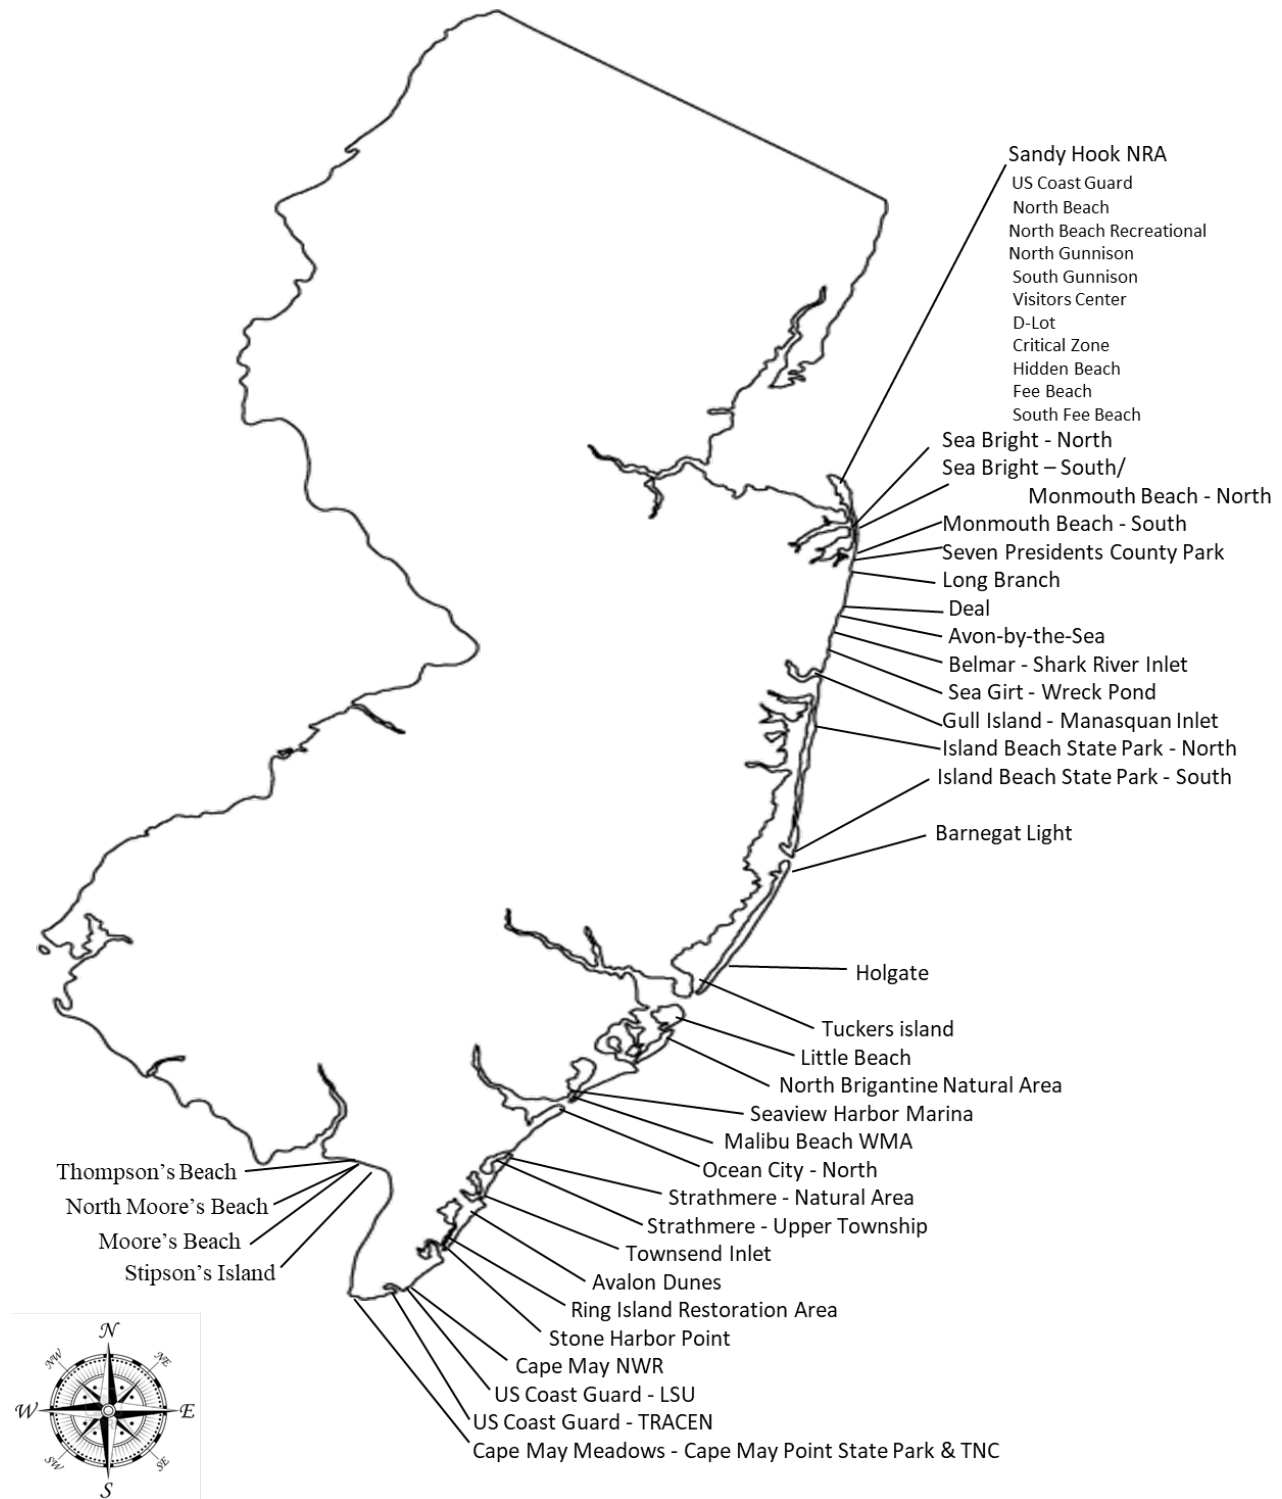 Sandy Hook NRA
US Coast Guard
North Beach
North Beach Recreational
North Gunnison
South Gunnison
Visitors Center
D-Lot
Critical Zone
Hidden Beach
Fee Beach
South Fee Beach
Sea Bright - North
Sea Bright – South/
Monmouth Beach - North
Monmouth Beach - South
Seven Presidents County Park
Long Branch
Deal
Avon-by-the-Sea
Belmar - Shark River Inlet
Sea Girt - Wreck Pond
Gull Island - Manasquan Inlet
Island Beach State Park - North
Island Beach State Park - South
Barnegat Light
Holgate
Tuckers island
Little Beach
North Brigantine Natural Area
Seaview Harbor Marina
Malibu Beach WMA
Ocean City - North
Strathmere - Natural Area
Strathmere - Upper Township
Townsend Inlet
Avalon Dunes
Ring Island Restoration Area
Stone Harbor Point
Cape May NWR
US Coast Guard - LSU
US Coast Guard - TRACEN
Cape May Meadows - Cape May Point State Park & TNC
Thompson's Beach
North Moore's Beach
Moore's Beach
Stipson's Island
N
NW NE
W E
SW SE
S